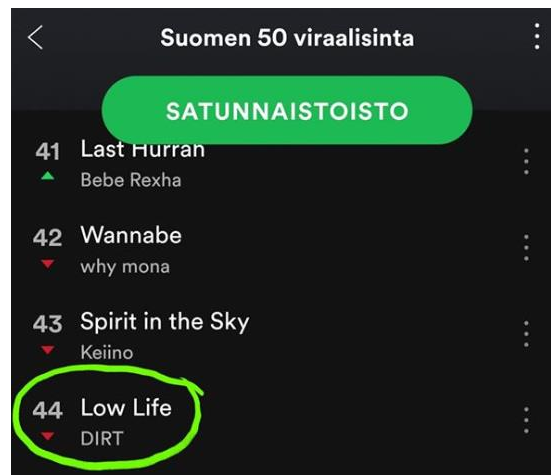 Suomen 50 viraalisinta
SATUNNAISTOISTO
41 Last Hurrah
Bebe Rexha
42 Wannabe
why mona
43 Spirit in the Sky
Keiino
44 Low Life
DIRT